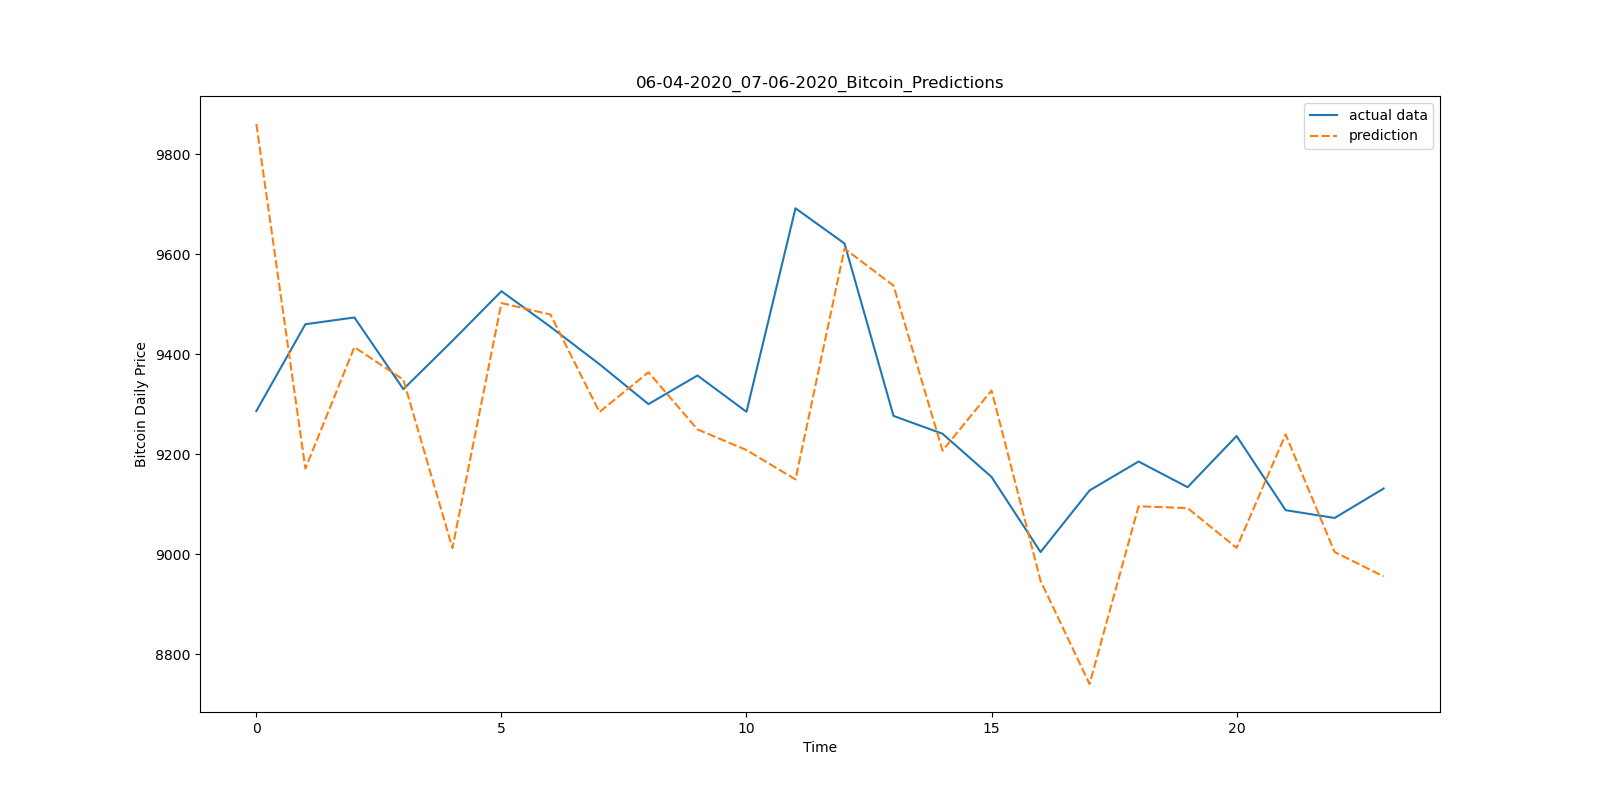 06-04-2020_07-06-2020_Bitcoin_Predictions
actual data
prediction
9800
9600
9400
9200
9000
8800
Bitcoin Daily Price
0 5 10 15 20
Time